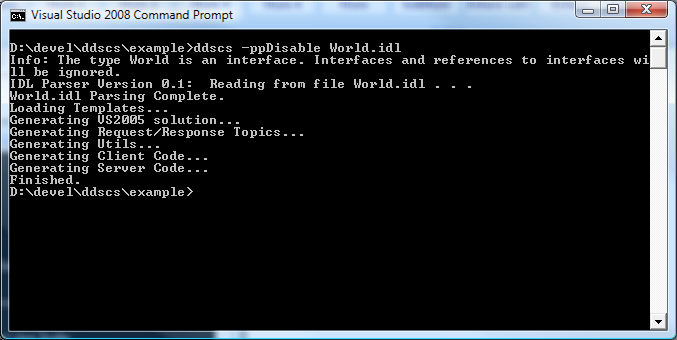 Visual Studio 2008 Command Prompt
D:\devel\ddscs\example>ddscs -ppDisable World.idl
Info: The type World is an interface. Interfaces and references to interfaces wi
ll be ignored.
IDL Parser Version 0.1:  Reading from file World.idl . . .
World.idl Parsing Complete.
Loading Templates...
Generating VS2005 solution...
Generating Request/Response Topics...
Generating Utils...
Generating Client Code...
Generating Server Code...
Finished.
D:\devel\ddscs\example>